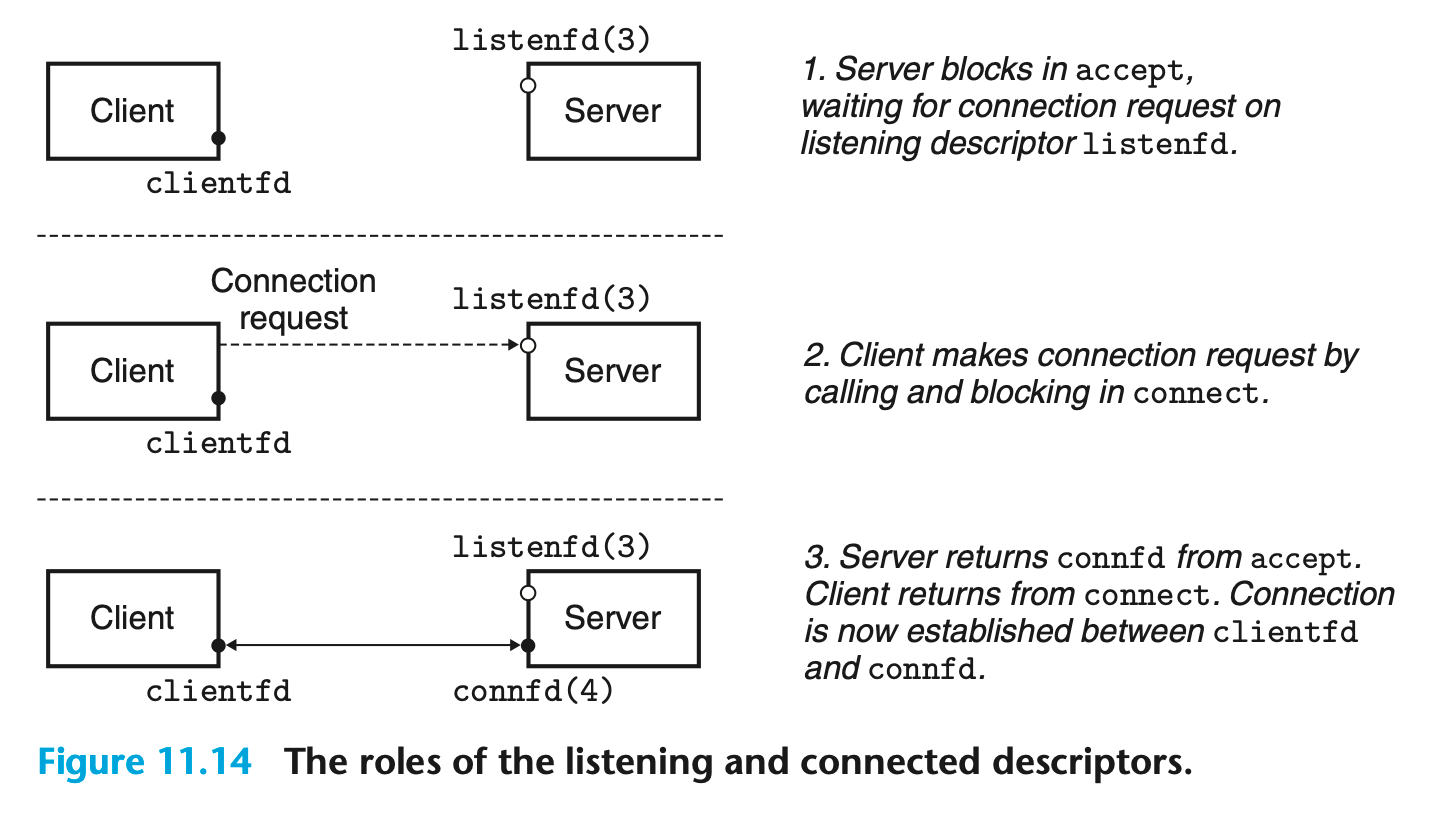 listenfd(3)
Client
Server
clientfd
1. Server blocks in accept,
waiting for connection request on
listening descriptor listenfd.
Connection
request
listenfd(3)
Client
Server
clientfd
2. Client makes connection request by
calling and blocking in connect.
listenfd(3)
Client
Server
clientfd
connfd(4)
3. Server returns connfd from accept.
Client returns from connect. Connection
is now established between clientfd
and connfd.
Figure 11.14 The roles of the listening and connected descriptors.